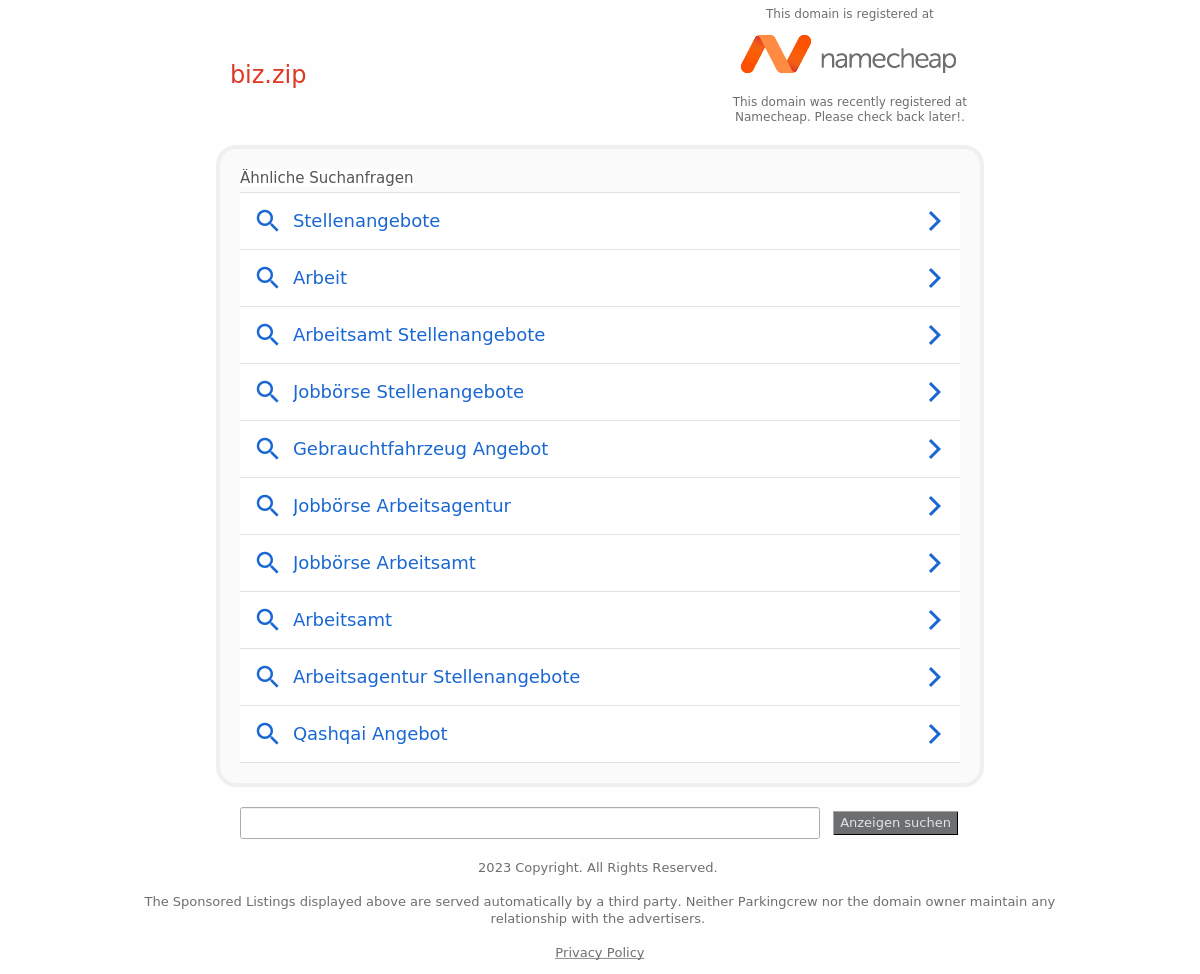 This domain is registered at
namecheap
biz.zip
This domain was recently registered at
Namecheap. Please check back later!.
Ähnliche Suchanfragen
Stellenangebote
Arbeit
Arbeitsamt Stellenangebote
Jobbörse Stellenangebote
Gebrauchtfahrzeug Angebot
Jobbörse Arbeitsagentur
Jobbörse Arbeitsamt
Arbeitsamt
Arbeitsagentur Stellenangebote
Qashqai Angebot
Anzeigen suchen
2023 Copyright. All Rights Reserved.
The Sponsored Listings displayed above are served automatically by a third party. Neither Parkingcrew nor the domain owner maintain any
relationship with the advertisers.
Privacy Policy